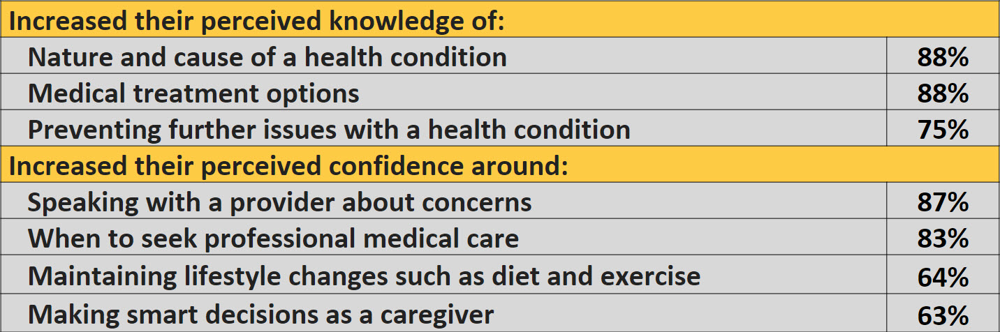 Increased their perceived knowledge of:
Nature and cause of a health condition 88%
Medical treatment options 88%
Preventing further issues with a health condition 75%
Increased their perceived confidence around:
Speaking with a provider about concerns 87%
When to seek professional medical care 83%
Maintaining lifestyle changes such as diet and exercise 64%
Making smart decisions as a caregiver 63%